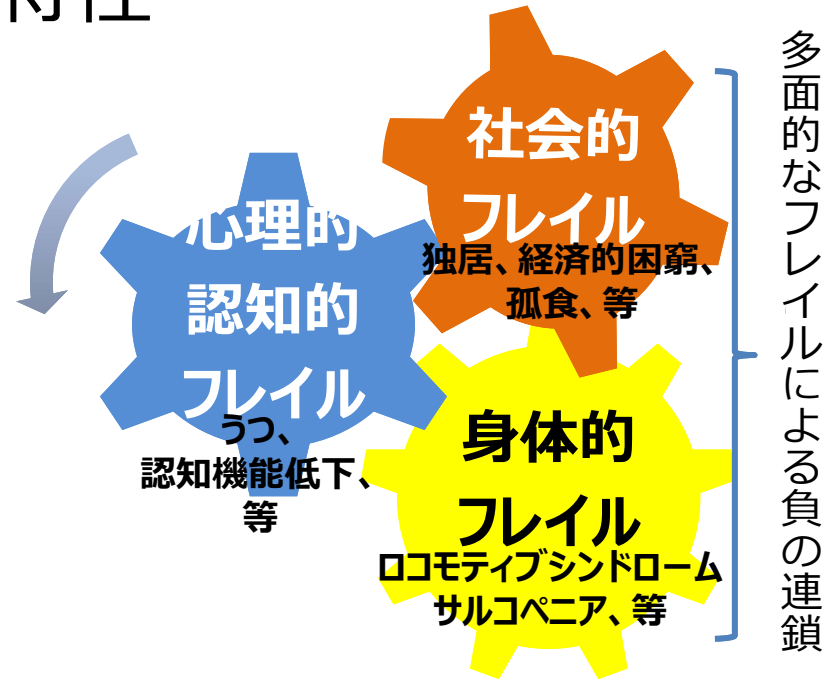 特性
社会的
フレイル
独居、経済的困窮、
孤食、等
心理的
認知的
フレイル
うつ、
認知機能低下、
等
身体的
フレイル
ロコモティブシンドローム
サルコペニア、等
多面的なフレイルによる負の連鎖